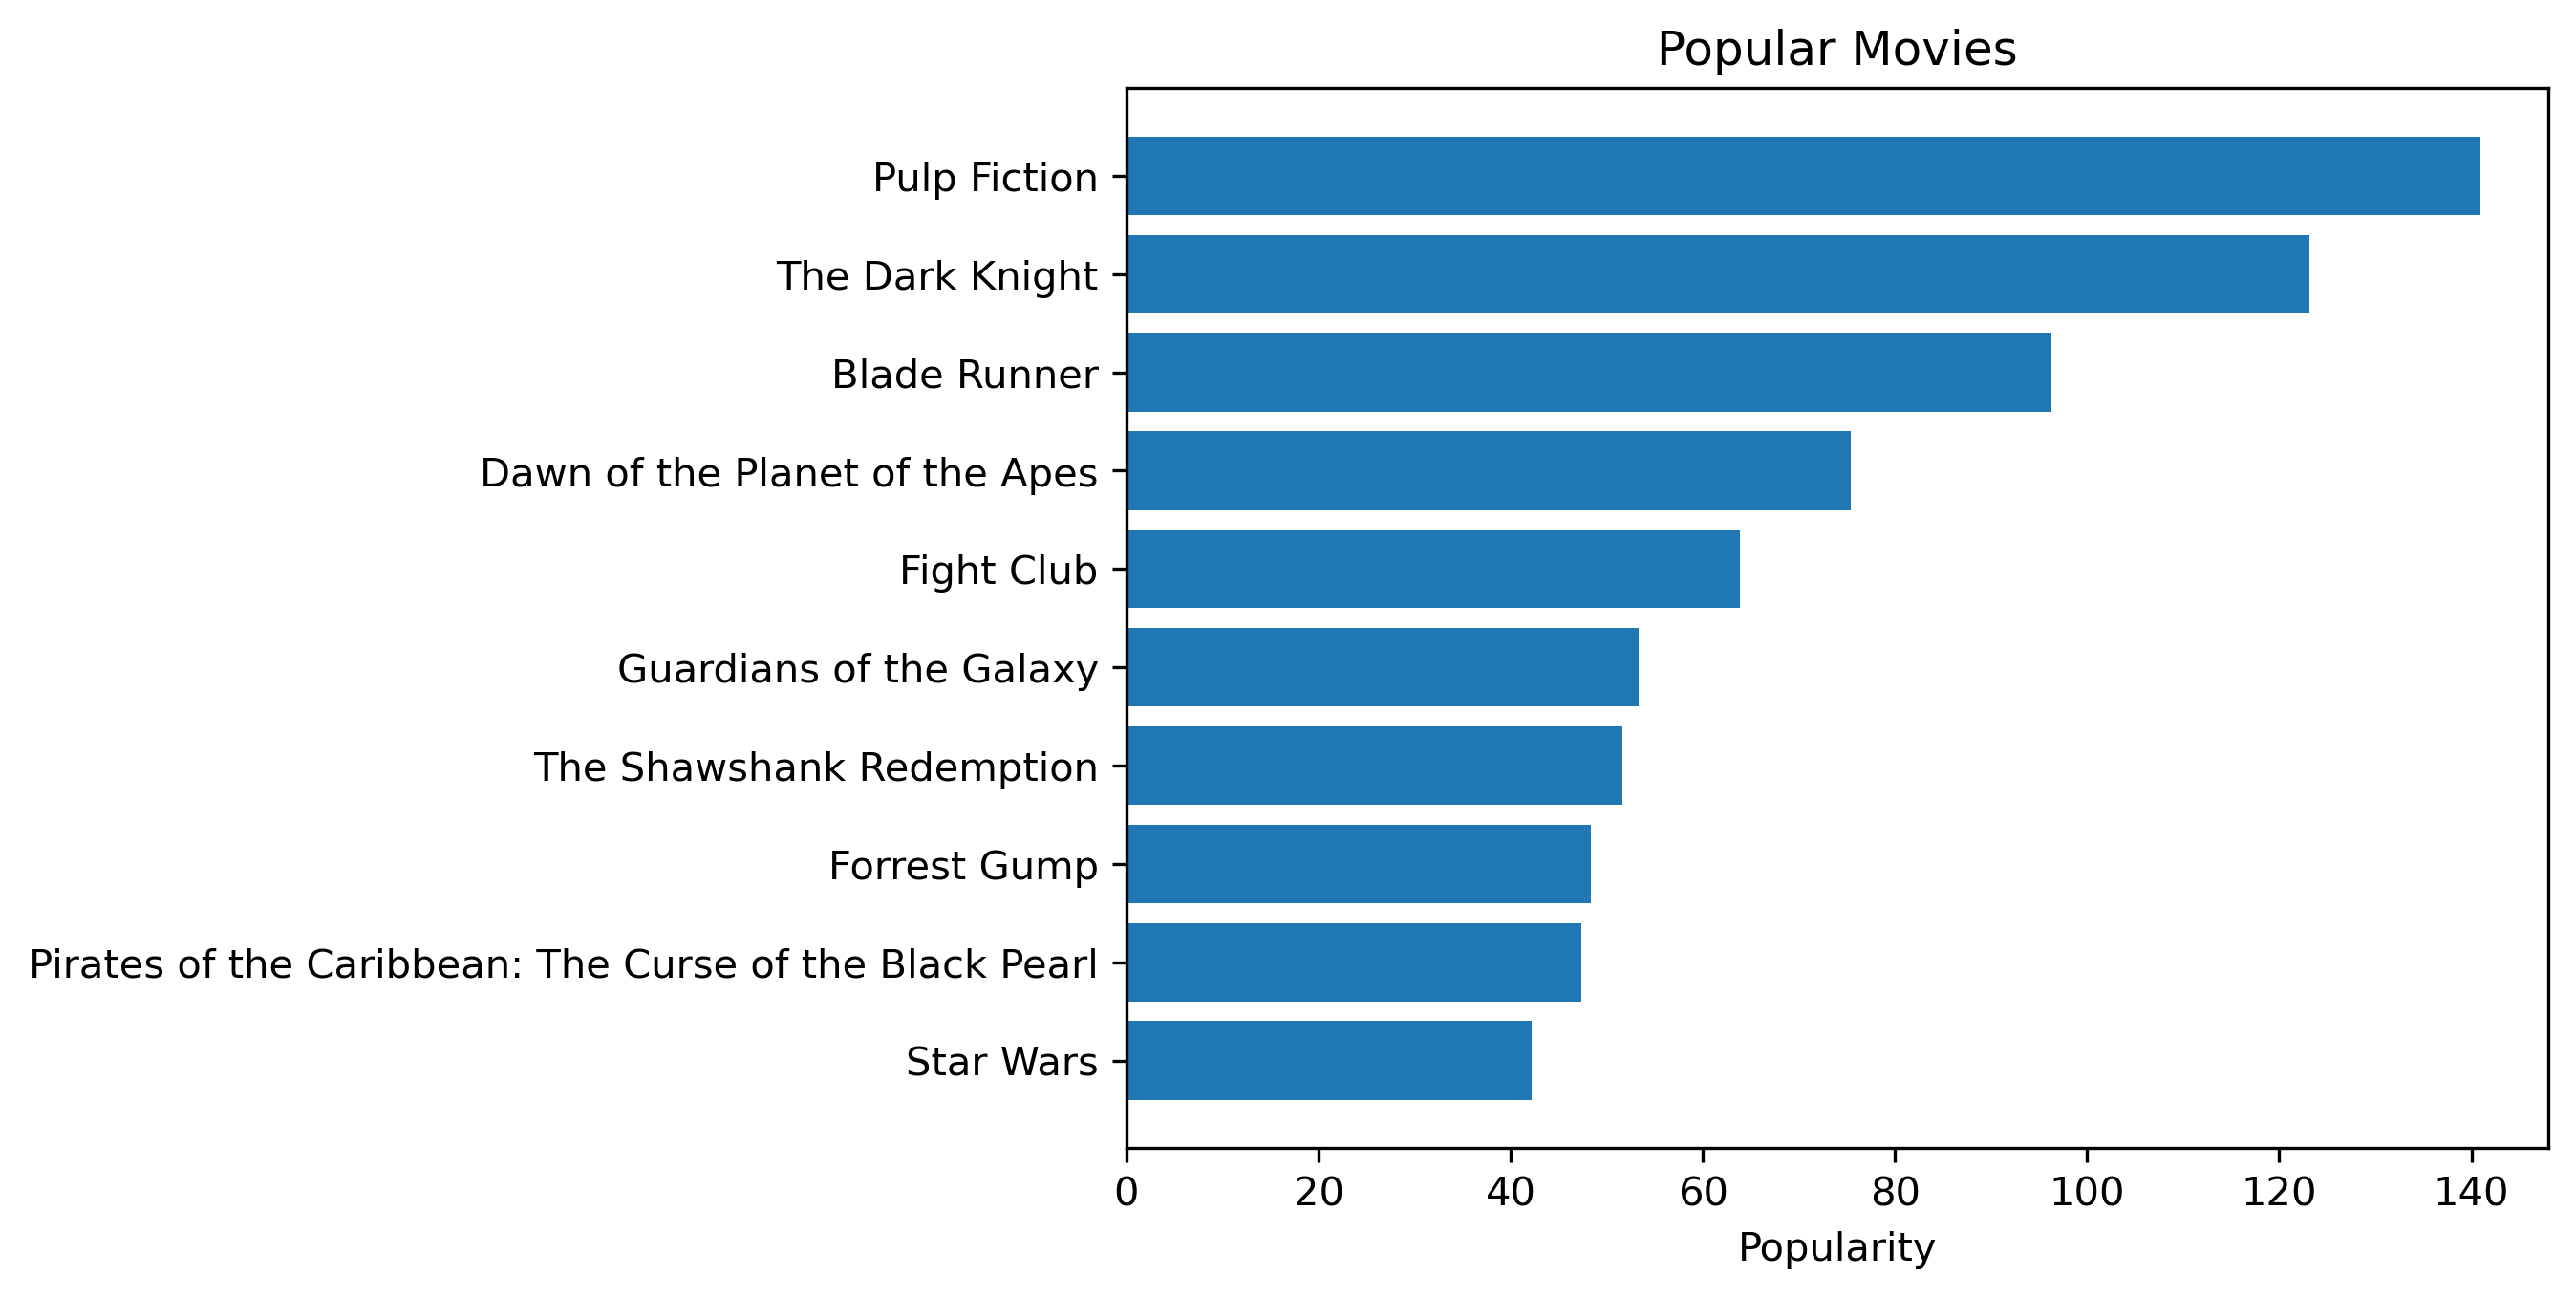 Popular Movies
Pulp Fiction
The Dark Knight
Blade Runner
Dawn of the Planet of the Apes
Fight Club
Guardians of the Galaxy
The Shawshank Redemption
Forrest Gump
Pirates of the Caribbean: The Curse of the Black Pearl
Star Wars
0 20 40 60 80 100 120 140
Popularity